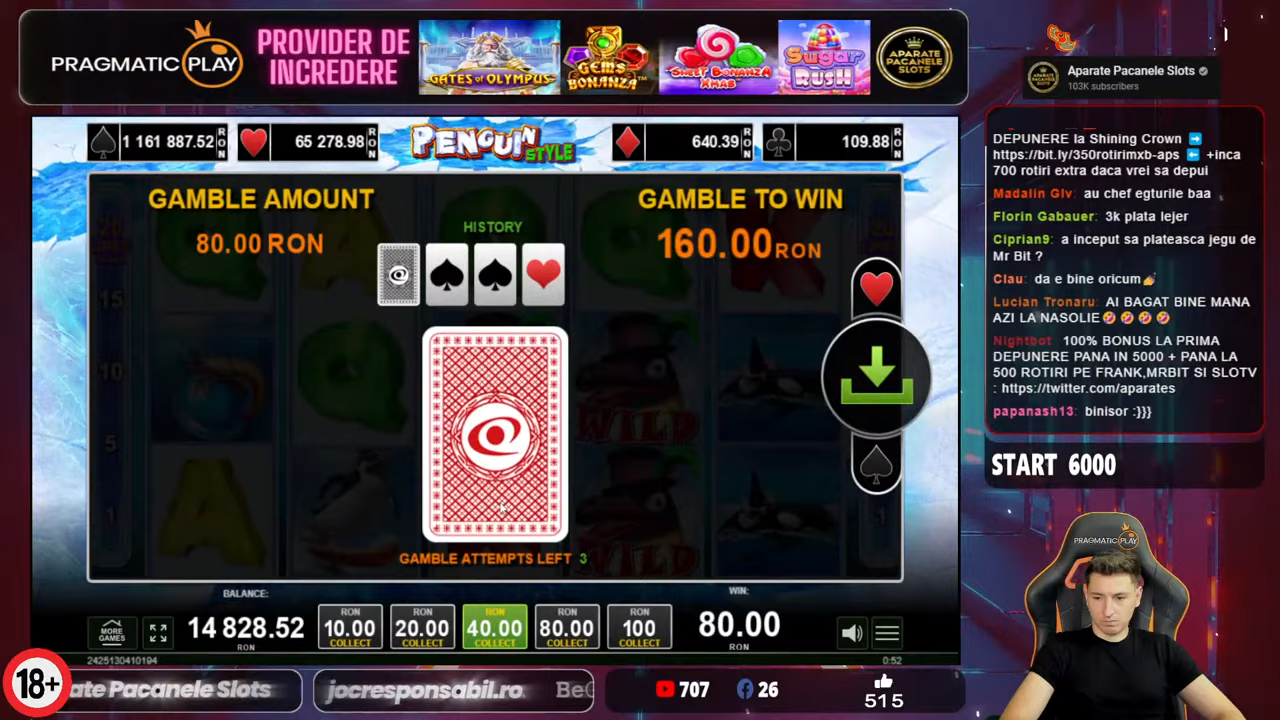 PRAGMATIC PLAY
PROVIDER DE
INCREDERE
GATES of OLYMPUS
GEMS
BONANZA
SWEET BONANZA
XMAS
Sugar
RUSH
APARATE
PACANELE
SLOTS
Aparate Pacanele Slots
103K subscribers
1 161 887.52 RON
65 278.98 RON
PENGUIN
STYLE
640.39 RON
109.88 RON
GAMBLE AMOUNT
80.00 RON
HISTORY
GAMBLE TO WIN
160.00 RON
GAMBLE ATTEMPTS LEFT 3
BALANCE:
14 828.52
RON
MORE
GAMES
RON
10.00
COLLECT
RON
20.00
COLLECT
RON
40.00
COLLECT
RON
80.00
COLLECT
RON
100
COLLECT
WIN:
80.00
RON
2425130410194
0:52
DEPUNERE la Shining Crown ➡
https://bit.ly/350rotirimxb-aps ⬅ +inca
700 rotiri extra daca vrei sa depui
Madalin Glv: au chef egturile baa
Florin Gabauer: 3k plata lejer
Ciprian9: a inceput sa plateasca jegu de
Mr Bit ?
Clau: da e bine oricum💅
Lucian Tronaru: AI BAGAT BINE MANA
AZI LA NASOLIE🤣🤣🤣🤣
Nightbot 100% BONUS LA PRIMA
DEPUNERE PANA IN 5000 + PANA LA
500 ROTIRI PE FRANK,MRBIT SI SLOTV
: https://twitter.com/aparates
papanash13: binisor :}}}
START 6000
PRAGMATIC PLAY
18+
ate Pacanele Slots
jocresponsabil.ro
707
26
515